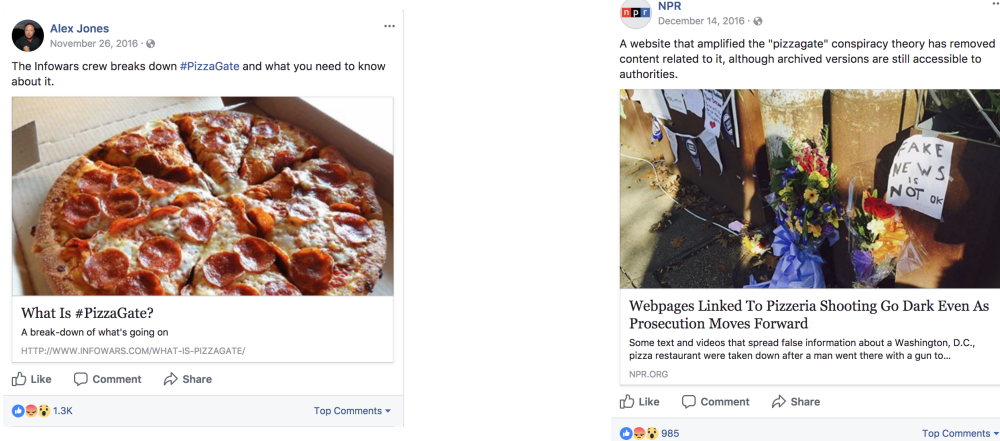 Alex Jones
November 26, 2016 ·
The Infowars crew breaks down #PizzaGate and what you need to know
about it.
What Is #PizzaGate?
A break-down of what's going on
HTTP://WWW.INFOWARS.COM/WHAT-IS-PIZZAGATE/
Like Comment Share
1.3K Top Comments
npr
NPR
December 14, 2016 ·
A website that amplified the "pizzagate" conspiracy theory has removed
content related to it, although archived versions are still accessible to
authorities.
FAKE
NEWS
IS
NOT OK
Webpages Linked To Pizzeria Shooting Go Dark Even As
Prosecution Moves Forward
Some text and videos that spread false information about a Washington, D.C.,
pizza restaurant were taken down after a man went there with a gun to...
NPR.ORG
Like Comment Share
985 Top Comments